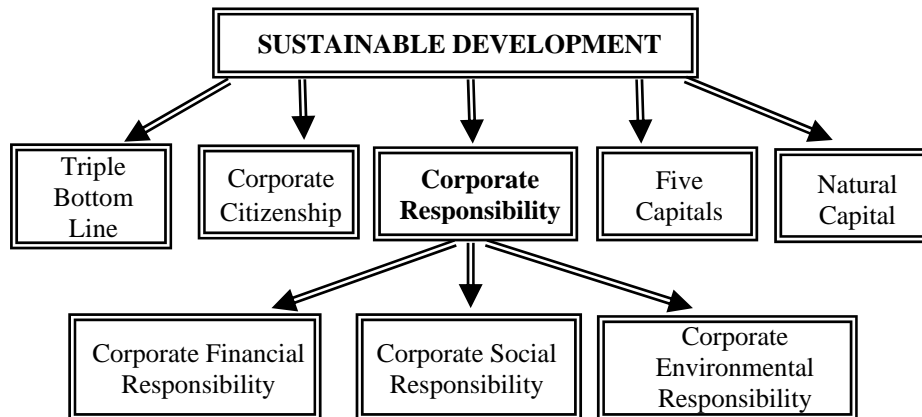 SUSTAINABLE DEVELOPMENT
Triple
Bottom
Line
Corporate
Citizenship
Corporate
Responsibility
Five
Capitals
Natural
Capital
Corporate Financial
Responsibility
Corporate Social
Responsibility
Corporate
Environmental
Responsibility